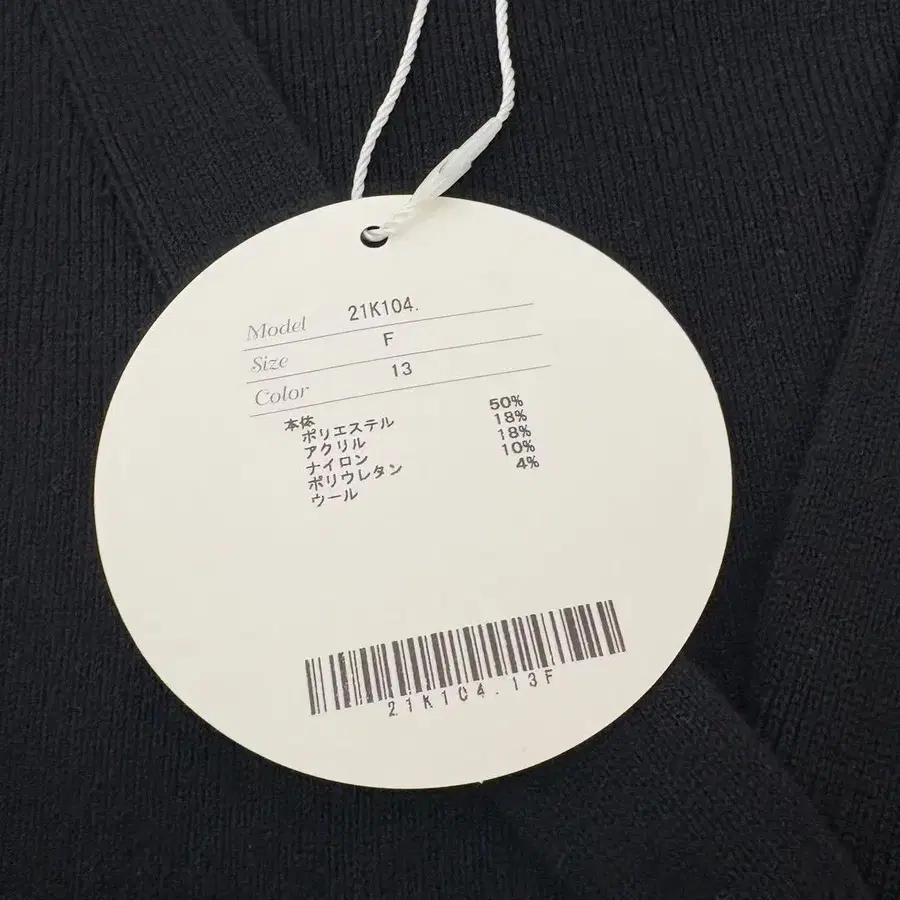 Model 21K104.
Size F
Color 13
本体
ポリエステル 50%
アクリル 18%
ナイロン 18%
ポリウレタン 10%
ウール 4%
21K104.13F